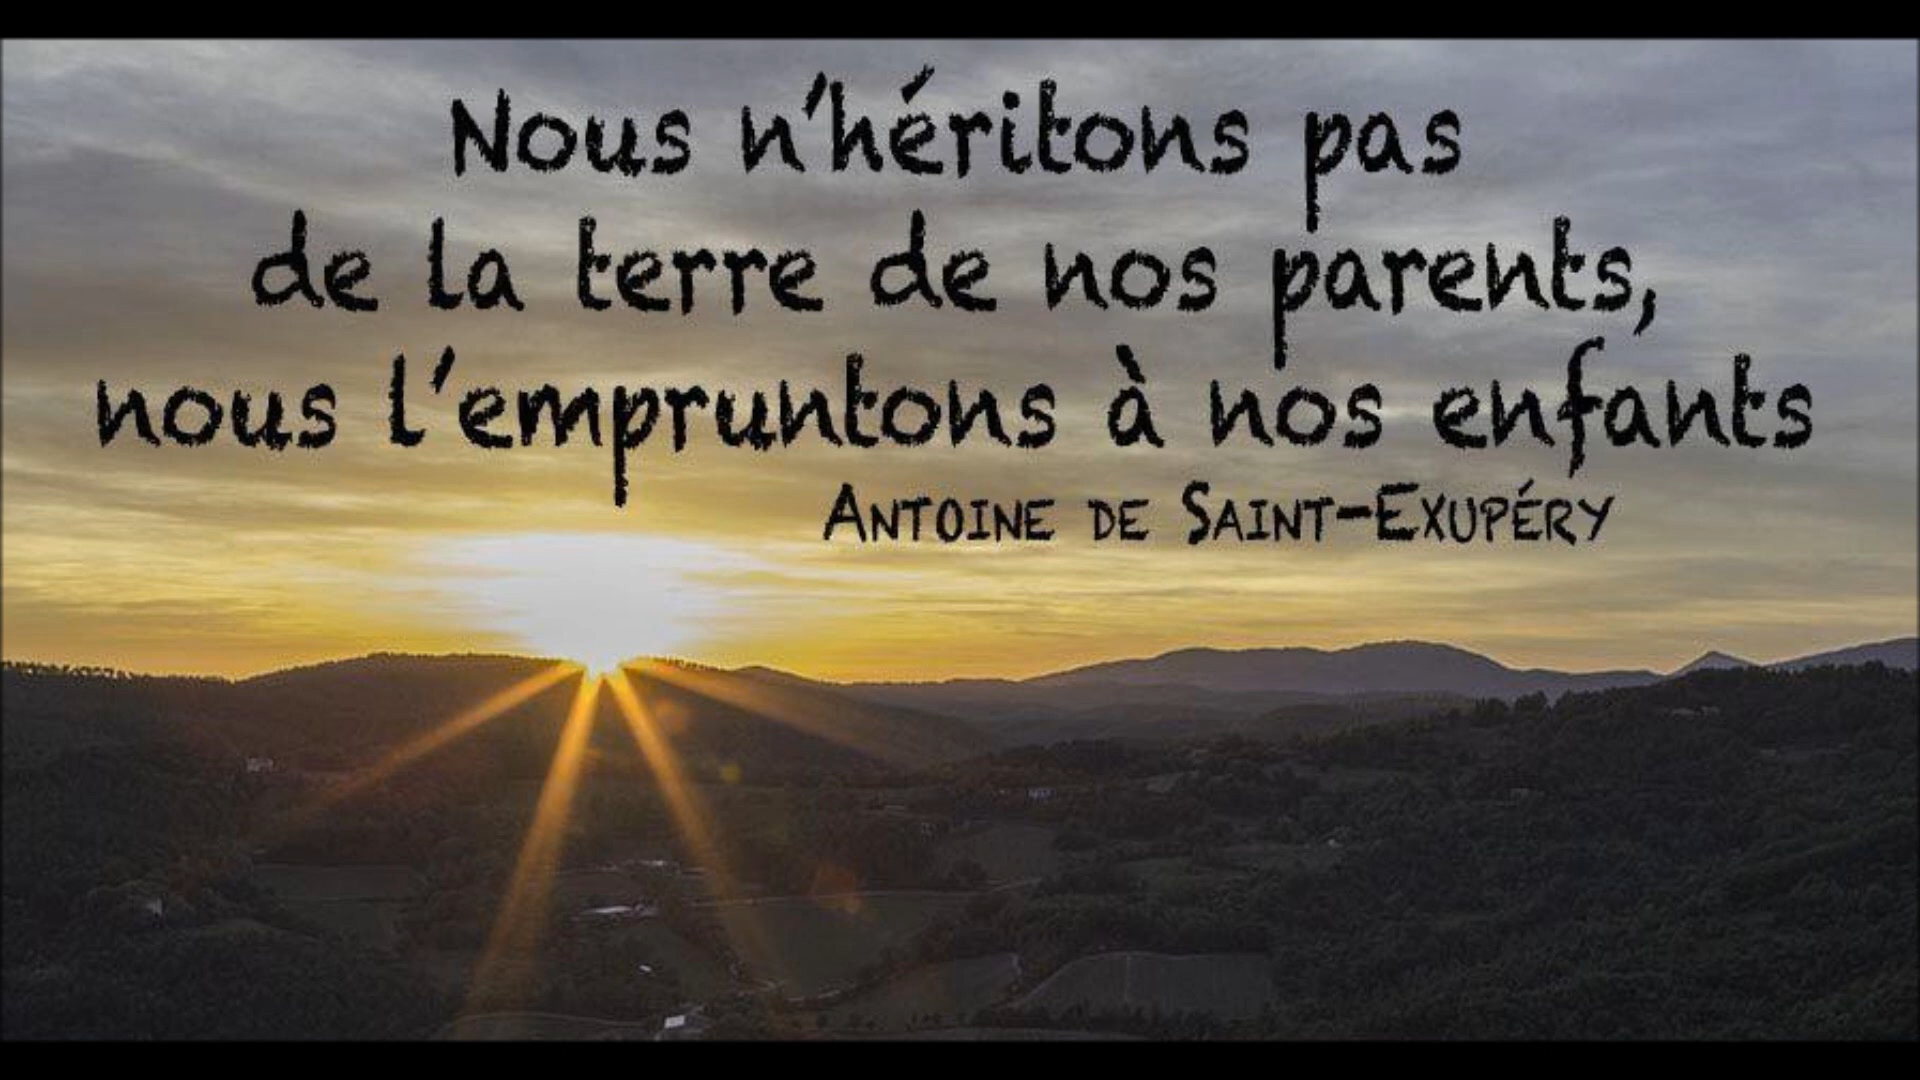 Nous n'héritons pas
de la terre de nos parents,
nous l'empruntons à nos enfants
Antoine de Saint-Exupéry